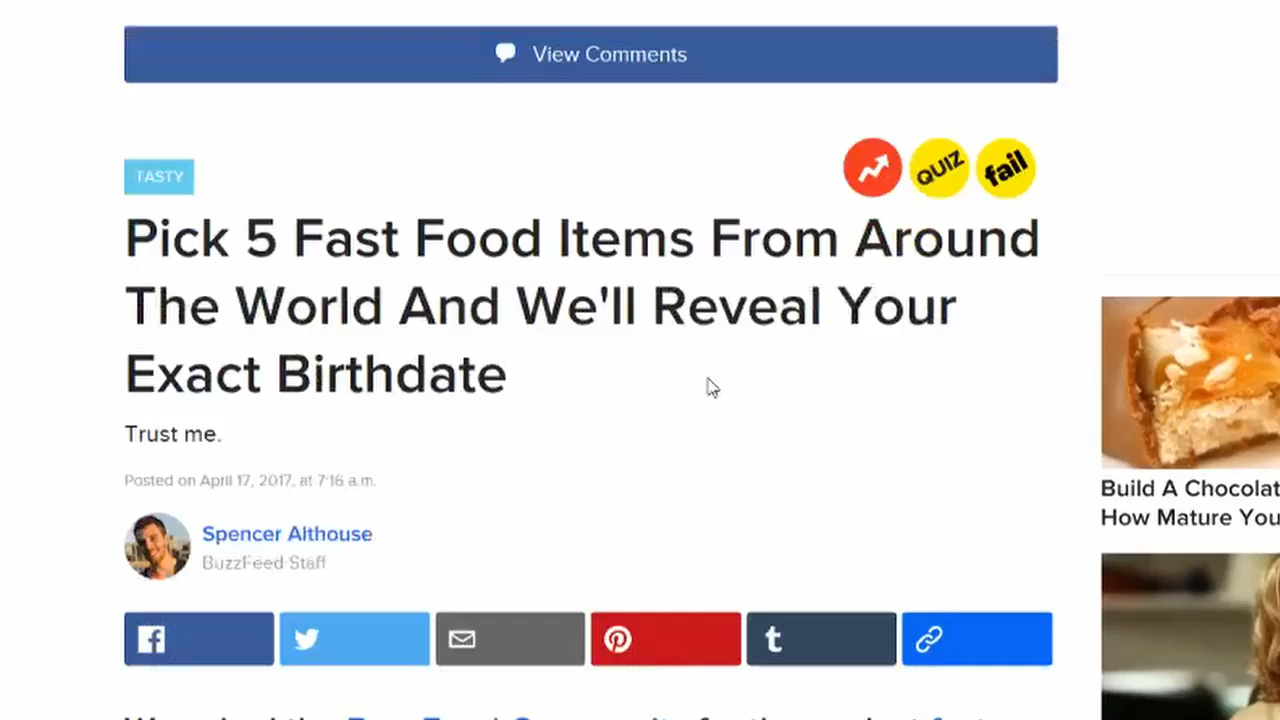 View Comments
TASTY
QUIZ
fail
Pick 5 Fast Food Items From Around
The World And We'll Reveal Your
Exact Birthdate
Trust me.
Posted on April 17, 2017, at 7:16 a.m.
Spencer Althouse
BuzzFeed Staff
Build A Chocolat
How Mature You